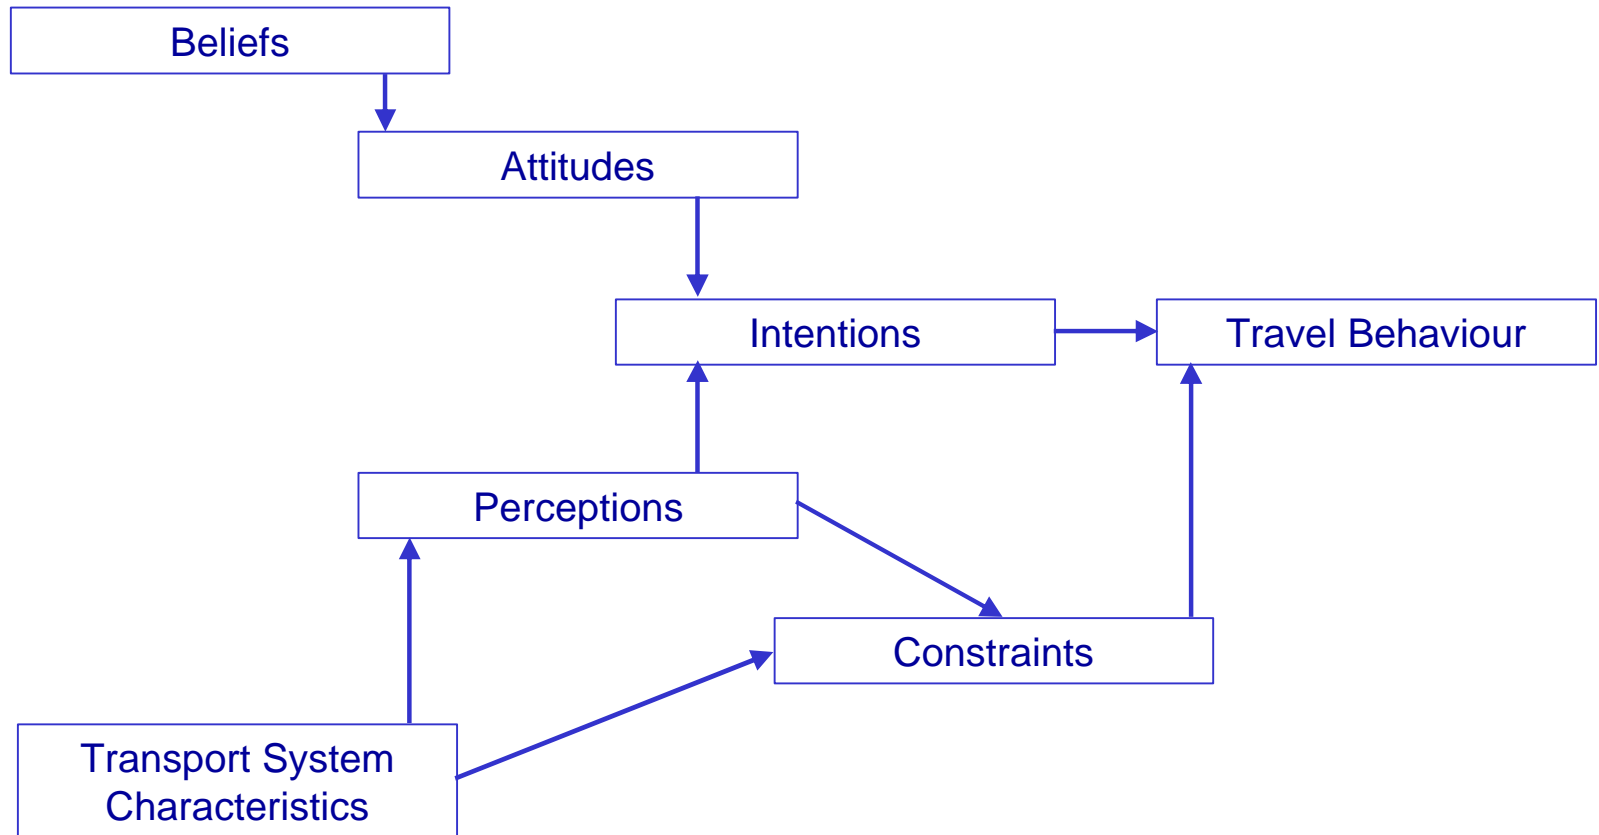 Beliefs
Attitudes
Intentions
Travel Behaviour
Perceptions
Constraints
Transport System
Characteristics